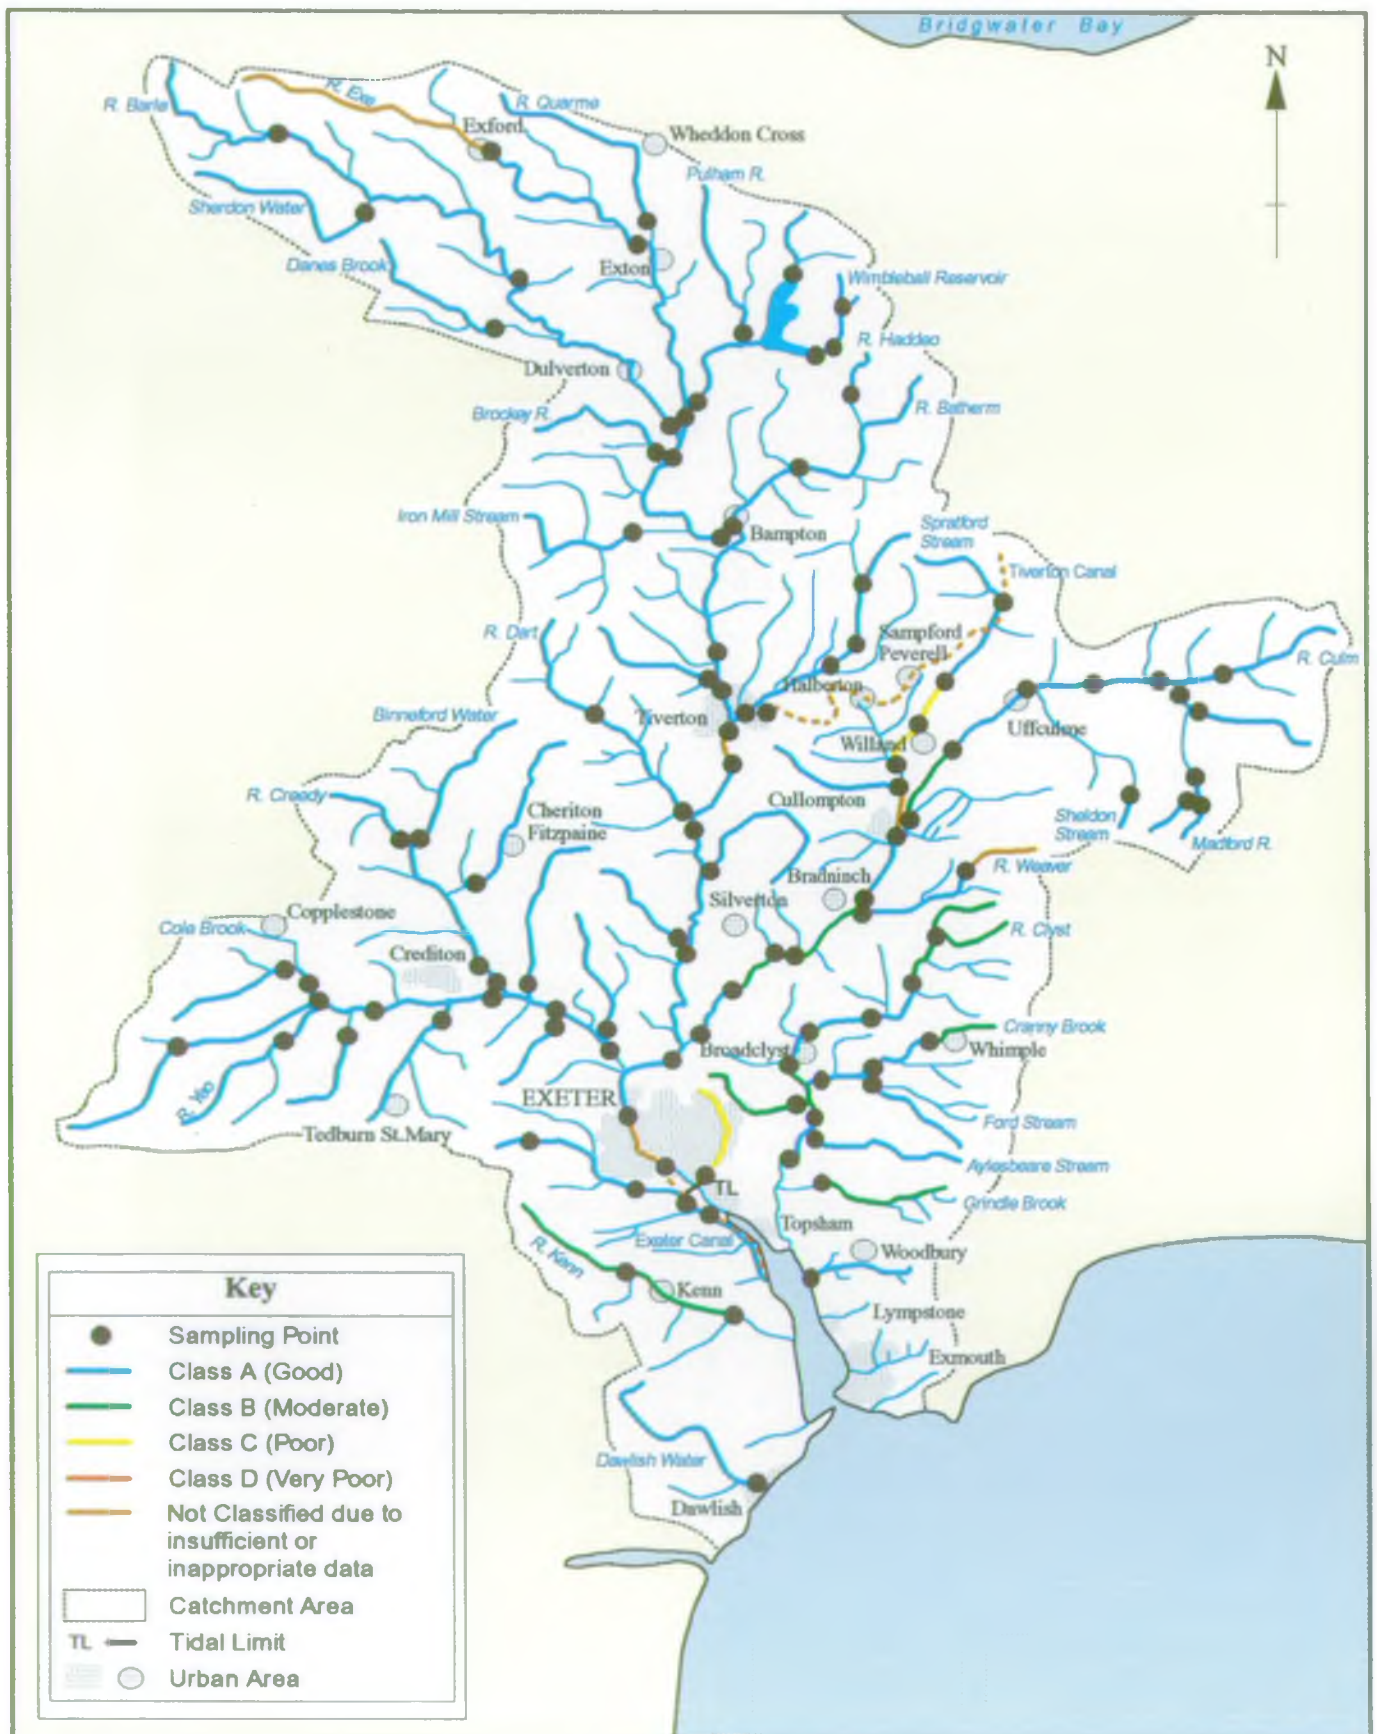 Bridgwater Bay
N
R. Barle
R. Exe
R. Quarme
Exford
Wheddon Cross
Pulham R.
Sherdon Water
Danes Brook
Exton
Wimbleball Reservoir
R. Haddeo
Dulverton
Brockey R.
R. Batherm
Iron Mill Stream
Bampton
Spratford
Stream
Tiverton Canal
R. Dart
Sampford
Peverell
R. Culm
Halberton
Binneford Water
Tiverton
Uffculme
Willand
R. Creedy
Cheriton
Fitzpaine
Cullompton
Sheldon
Stream
Madford R.
R. Weaver
Bradninch
Silverton
Copplestone
Cole Brook
R. Clyst
Crediton
Cranny Brook
Broadclyst
Whimple
R. Yeo
EXETER
Ford Stream
Tedburn St.Mary
Aylesbeare Stream
TL
Grindle Brook
Topsham
Exeter Canal
Woodbury
R. Kenn
Kenn
Lympstone
Exmouth
Dawlish Water
Dawlish
Key
Sampling Point
Class A (Good)
Class B (Moderate)
Class C (Poor)
Class D (Very Poor)
Not Classified due to
insufficient or
inappropriate data
Catchment Area
TL Tidal Limit
Urban Area